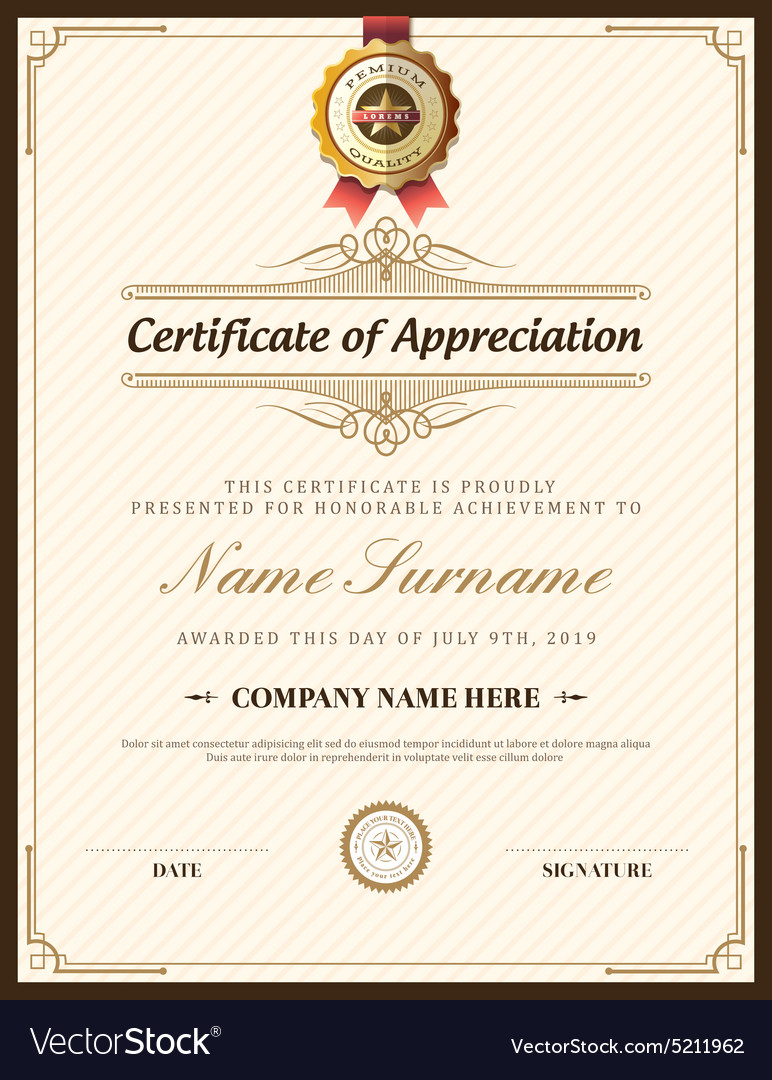 PEMIUM
LOREMS
QUALITY
Certificate of Appreciation
THIS CERTIFICATE IS PROUDLY
PRESENTED FOR HONORABLE ACHIEVEMENT TO
Name Surname
AWARDED THIS DAY OF JULY 9TH, 2019
COMPANY NAME HERE
Dolor sit amet consectetur adipisicing elit sed do eiusmod tempor incididunt ut labore et dolore magna aliqua
Duis aute irure dolor in reprehenderit in voluptate velit esse cillum dolore
PLACE YOUR TEXT HERE
Place your text here
DATE
SIGNATURE
VectorStock®
VectorStock.com/5211962